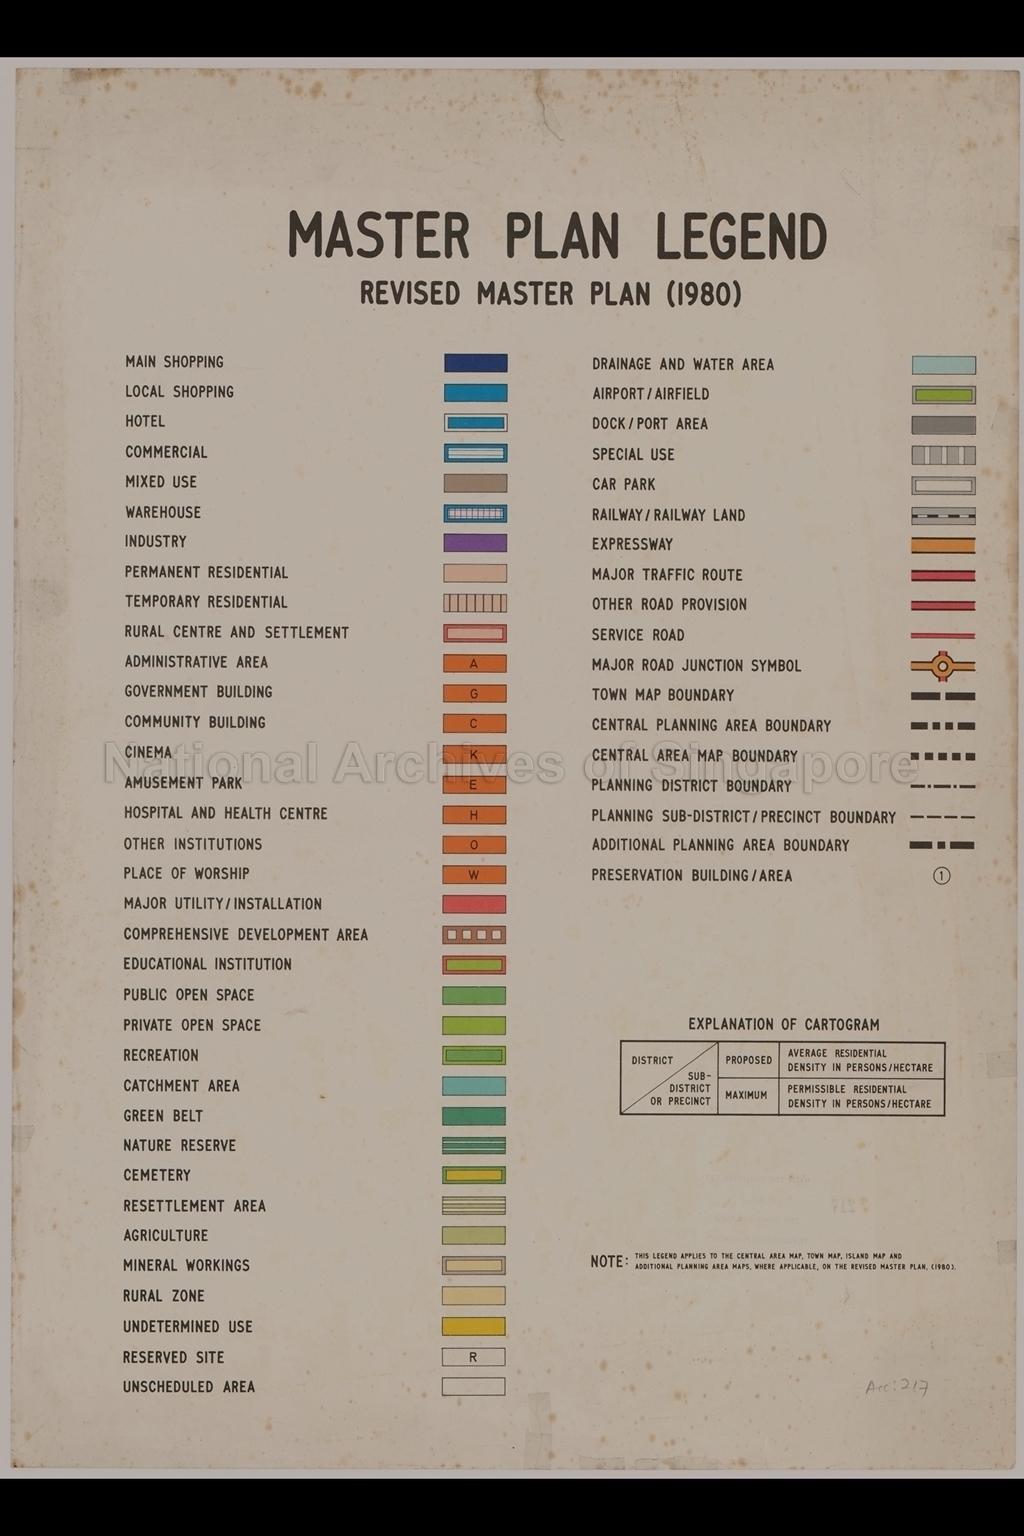 MASTER PLAN LEGEND
REVISED MASTER PLAN (1980)
MAIN SHOPPING
LOCAL SHOPPING
HOTEL
COMMERCIAL
MIXED USE
WAREHOUSE
INDUSTRY
PERMANENT RESIDENTIAL
TEMPORARY RESIDENTIAL
RURAL CENTRE AND SETTLEMENT
ADMINISTRATIVE AREA A
GOVERNMENT BUILDING G
COMMUNITY BUILDING C
CINEMA K
AMUSEMENT PARK E
HOSPITAL AND HEALTH CENTRE H
OTHER INSTITUTIONS O
PLACE OF WORSHIP W
MAJOR UTILITY/INSTALLATION
COMPREHENSIVE DEVELOPMENT AREA
EDUCATIONAL INSTITUTION
PUBLIC OPEN SPACE
PRIVATE OPEN SPACE
RECREATION
CATCHMENT AREA
GREEN BELT
NATURE RESERVE
CEMETERY
RESETTLEMENT AREA
AGRICULTURE
MINERAL WORKINGS
RURAL ZONE
UNDETERMINED USE
RESERVED SITE R
UNSCHEDULED AREA
DRAINAGE AND WATER AREA
AIRPORT/AIRFIELD
DOCK/PORT AREA
SPECIAL USE
CAR PARK
RAILWAY/RAILWAY LAND
EXPRESSWAY
MAJOR TRAFFIC ROUTE
OTHER ROAD PROVISION
SERVICE ROAD
MAJOR ROAD JUNCTION SYMBOL
TOWN MAP BOUNDARY
CENTRAL PLANNING AREA BOUNDARY
CENTRAL AREA MAP BOUNDARY
PLANNING DISTRICT BOUNDARY
PLANNING SUB-DISTRICT/PRECINCT BOUNDARY
ADDITIONAL PLANNING AREA BOUNDARY
PRESERVATION BUILDING/AREA 1
National Archives of Singapore
EXPLANATION OF CARTOGRAM
DISTRICT
SUB-
DISTRICT
OR PRECINCT
PROPOSED
AVERAGE RESIDENTIAL
DENSITY IN PERSONS/HECTARE
MAXIMUM
PERMISSIBLE RESIDENTIAL
DENSITY IN PERSONS/HECTARE
NOTE: THIS LEGEND APPLIES TO THE CENTRAL AREA MAP, TOWN MAP, ISLAND MAP AND
ADDITIONAL PLANNING AREA MAPS, WHERE APPLICABLE, ON THE REVISED MASTER PLAN, (1980).
Acc: 217